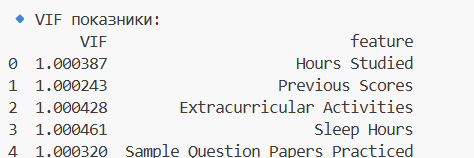 🔹 VIF показники:
VIF feature
0 1.000387 Hours Studied
1 1.000243 Previous Scores
2 1.000428 Extracurricular Activities
3 1.000461 Sleep Hours
4 1.000320 Sample Question Papers Practiced